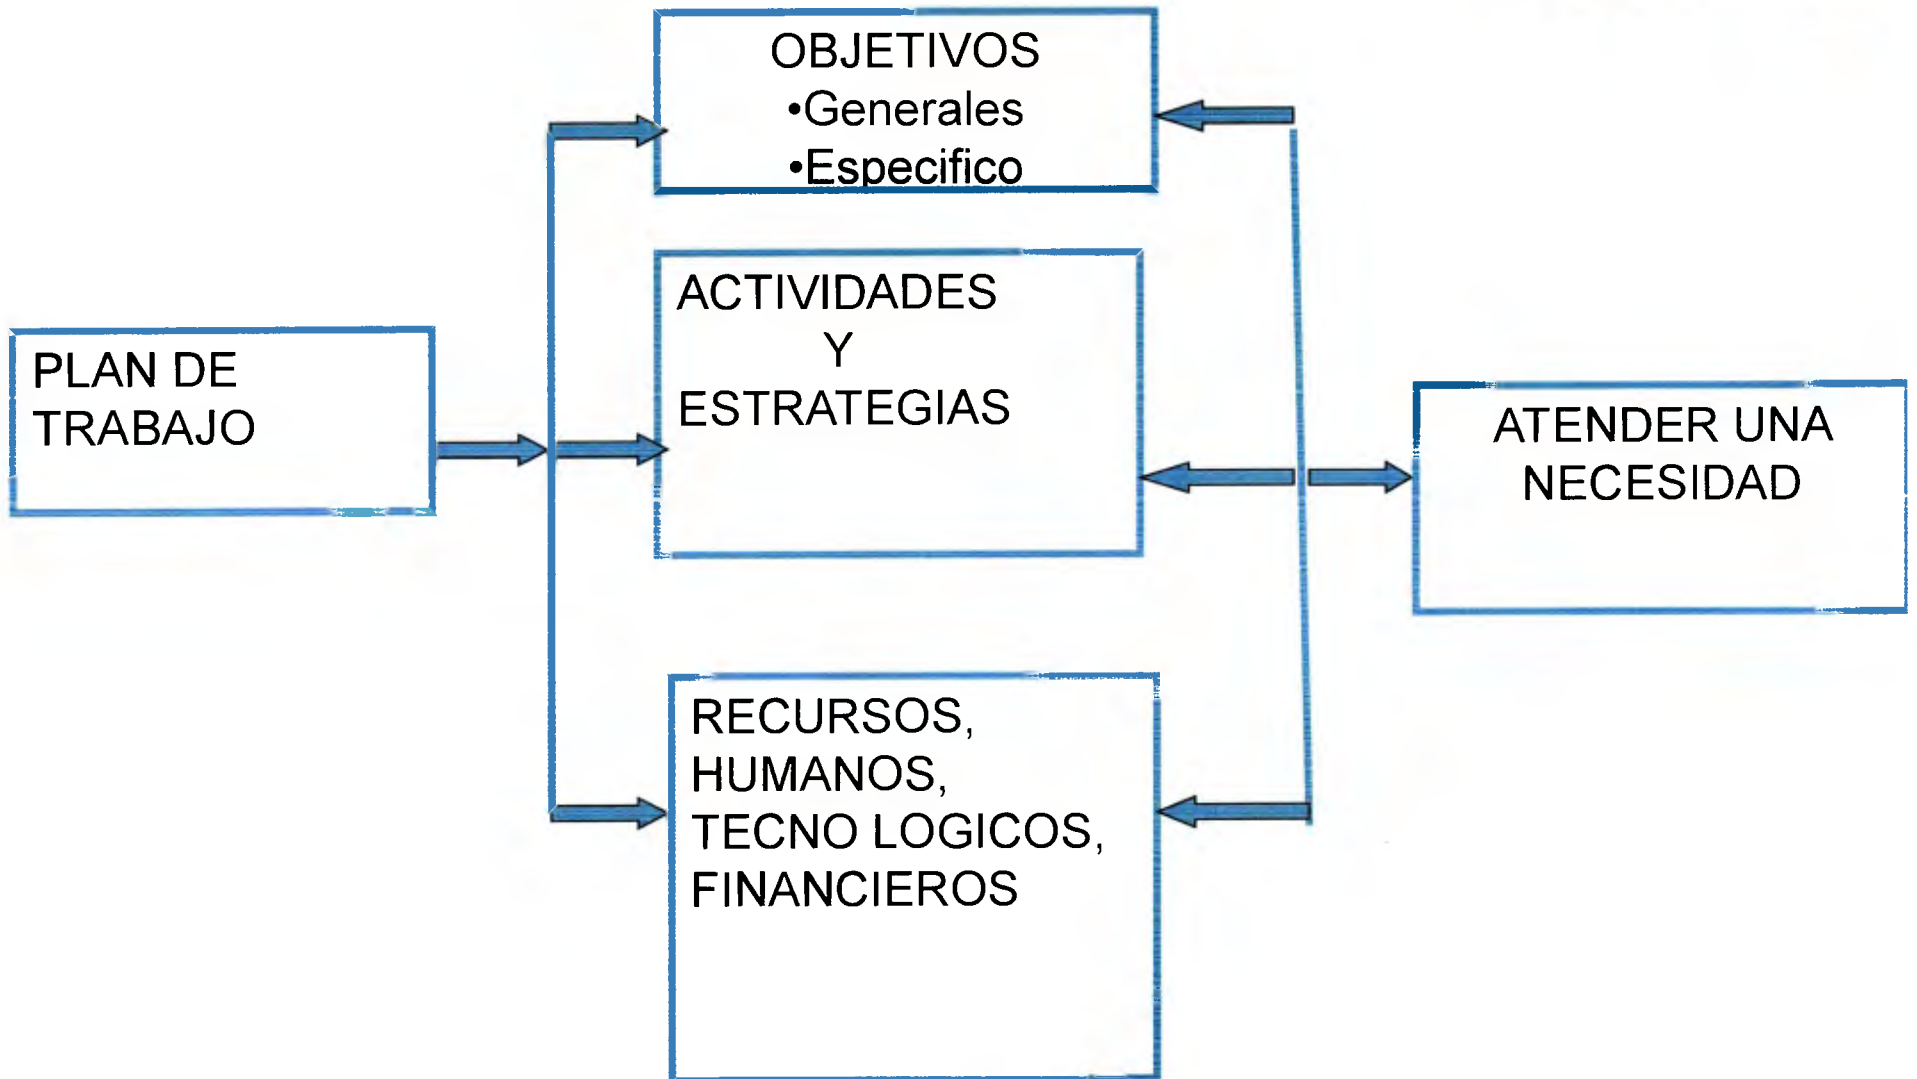 OBJETIVOS
•Generales
•Especifico
ACTIVIDADES
Y
ESTRATEGIAS
PLAN DE
TRABAJO
ATENDER UNA
NECESIDAD
RECURSOS,
HUMANOS,
TECNO LOGICOS,
FINANCIEROS